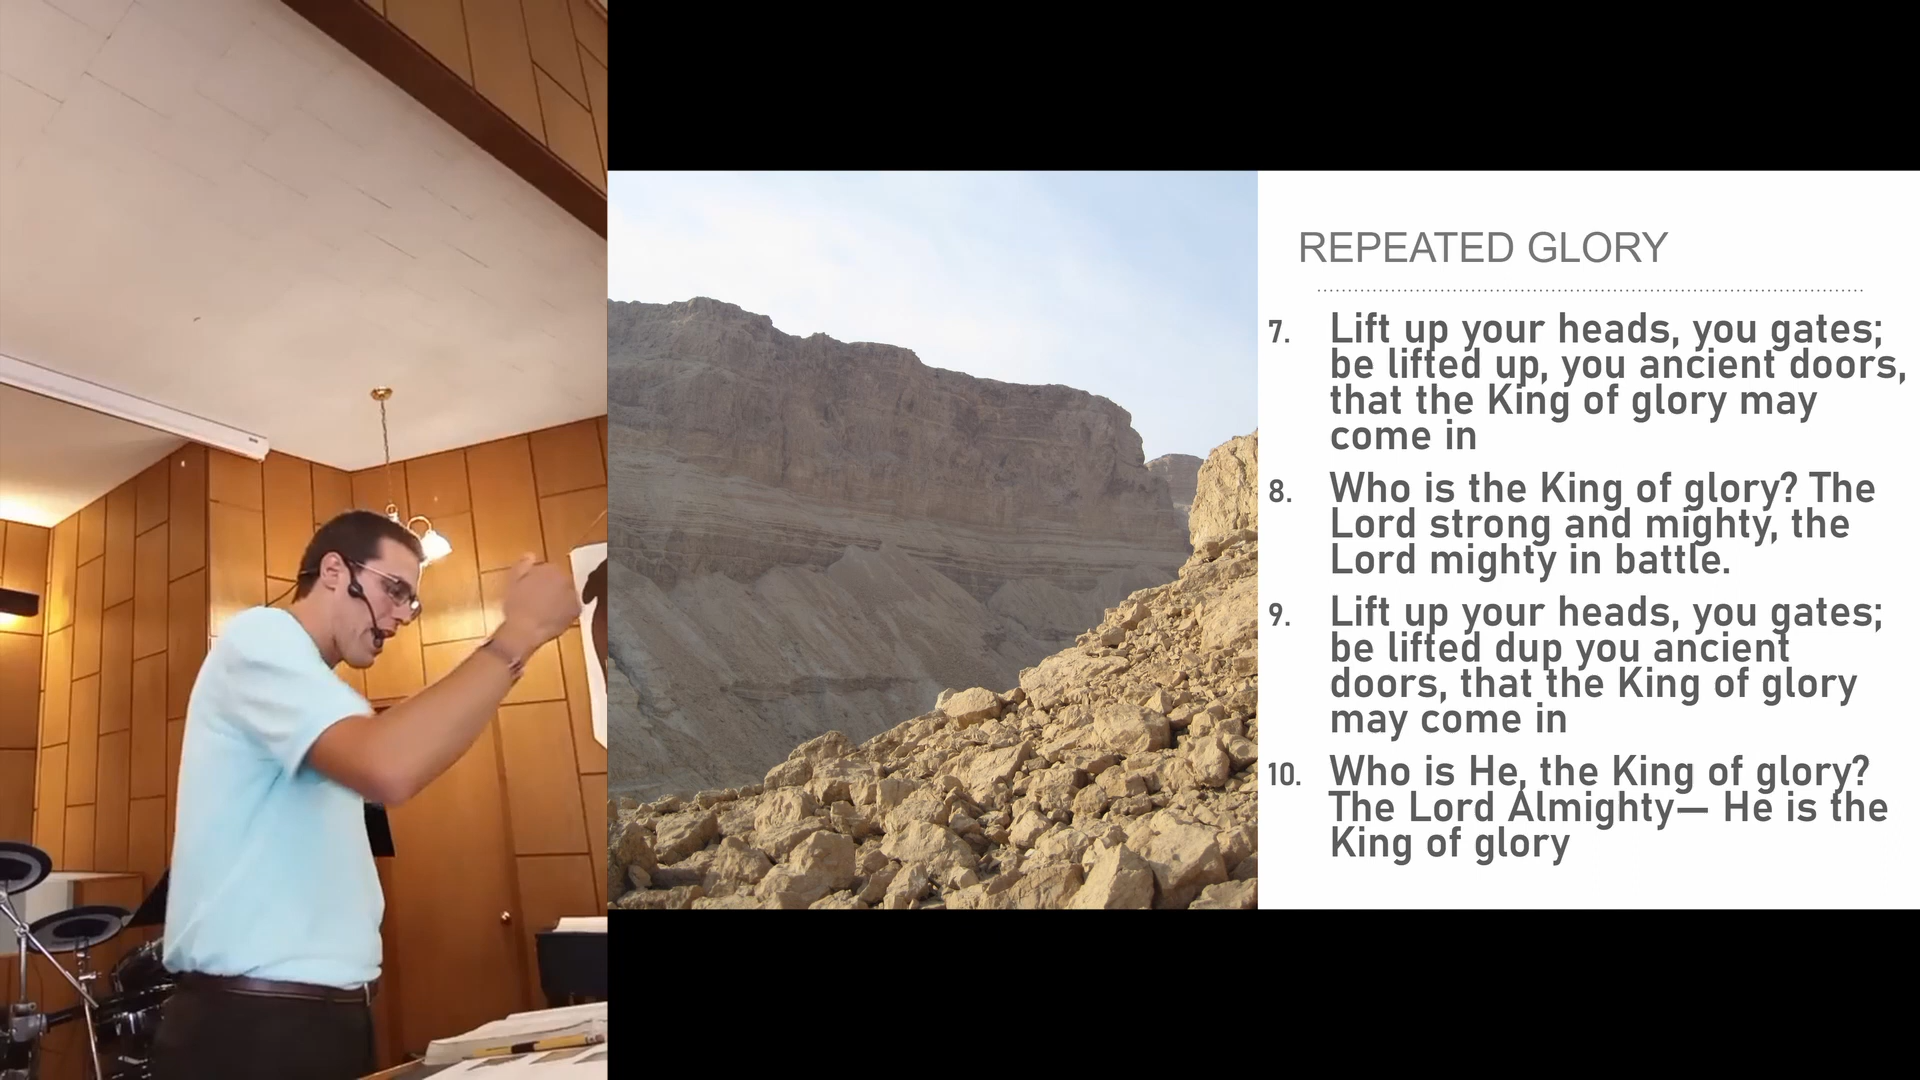 REPEATED GLORY
7. Lift up your heads, you gates;
be lifted up, you ancient doors,
that the King of glory may
come in
8. Who is the King of glory? The
Lord strong and mighty, the
Lord mighty in battle.
9. Lift up your heads, you gates;
be lifted dup you ancient
doors, that the King of glory
may come in
10. Who is He, the King of glory?
The Lord Almighty— He is the
King of glory